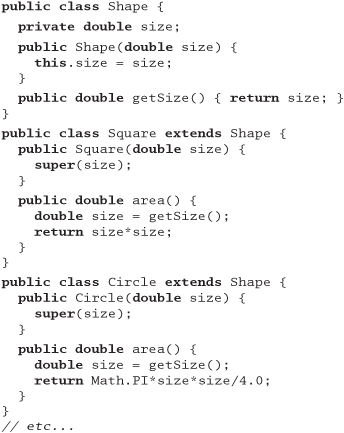 public class Shape {
private double size;
public Shape(double size) {
this.size = size;
}
public double getSize() { return size; }
}
public class Square extends Shape {
public Square(double size) {
super(size);
}
public double area() {
double size = getSize();
return size*size;
}
}
public class Circle extends Shape {
public Circle(double size) {
super(size);
}
public double area() {
double size = getSize();
return Math.PI*size*size/4.0;
}
}
// etc...